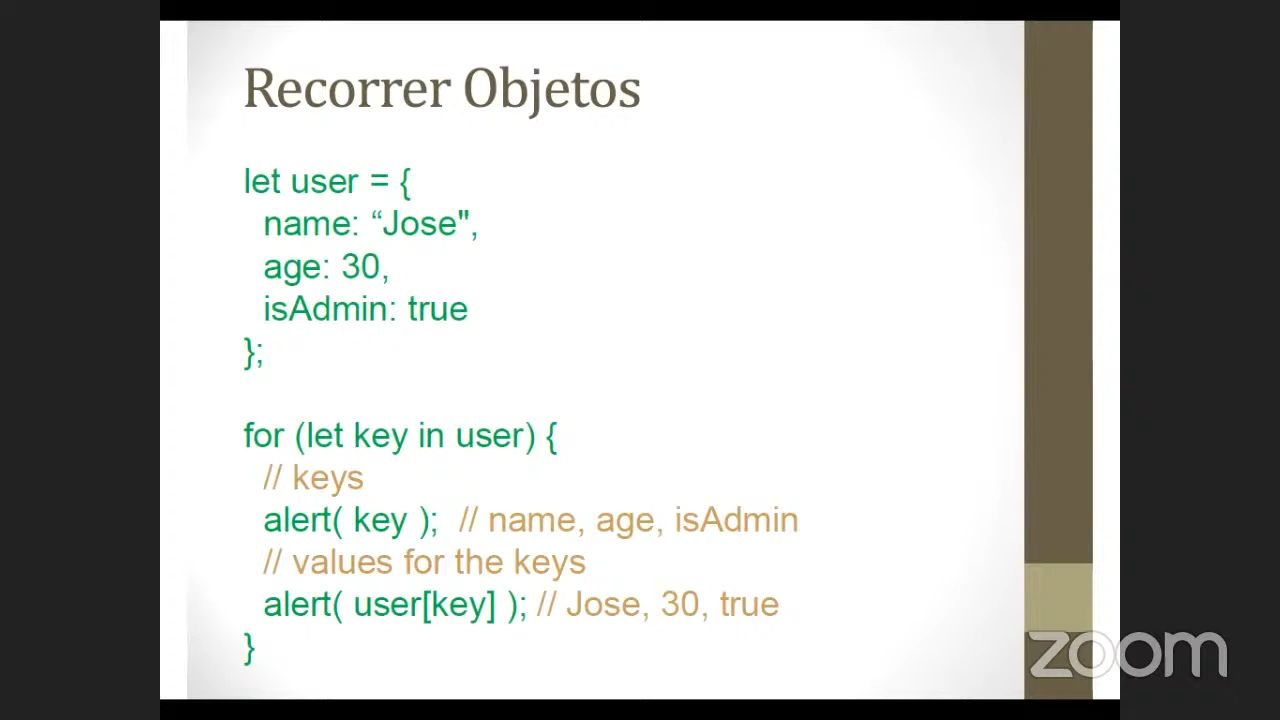 Recorrer Objetos
let user = {
name: “Jose",
age: 30,
isAdmin: true
};
for (let key in user) {
// keys
alert( key ); // name, age, isAdmin
// values for the keys
alert( user[key] ); // Jose, 30, true
}
zoom